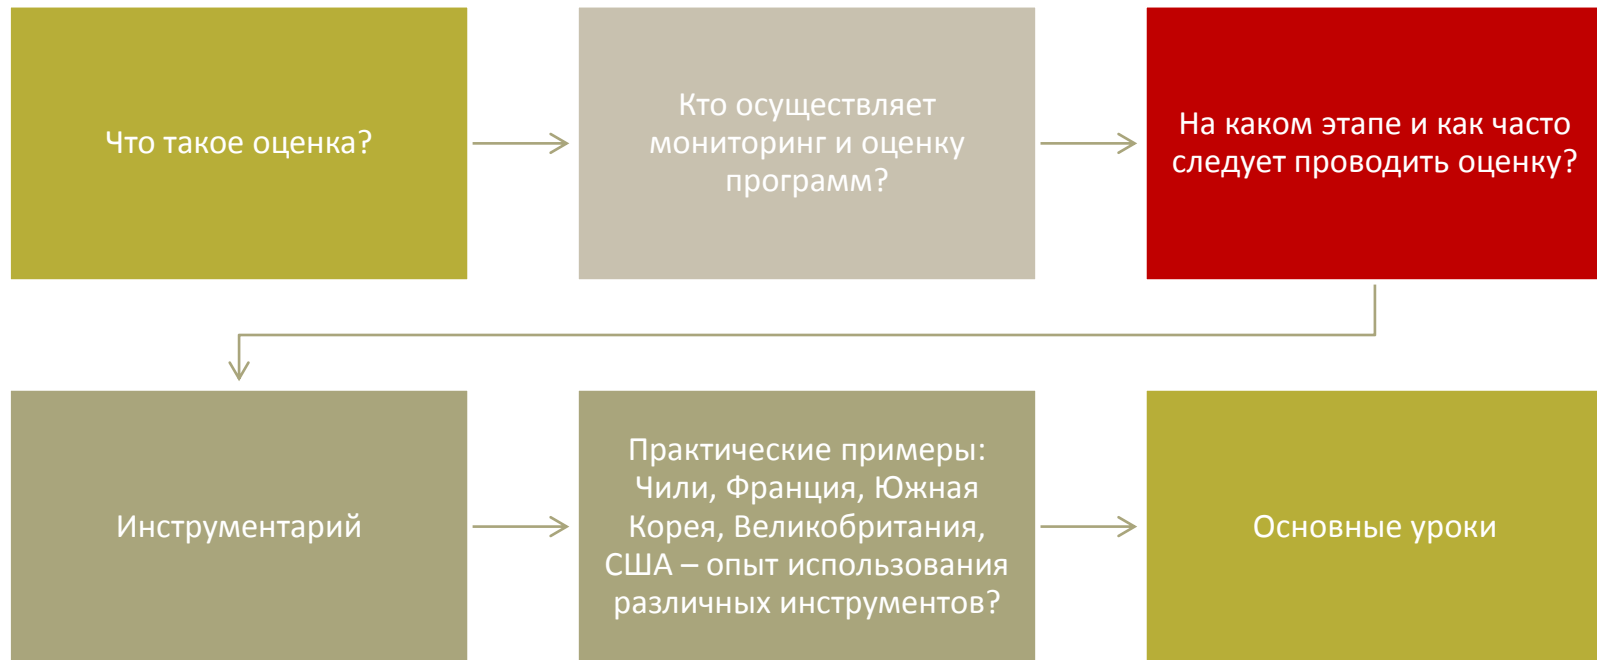 Что такое оценка?
Кто осуществляет
мониторинг и оценку
программ?
На каком этапе и как часто
следует проводить оценку?
Инструментарий
Практические примеры:
Чили, Франция, Южная
Корея, Великобритания,
США – опыт использования
различных инструментов?
Основные уроки